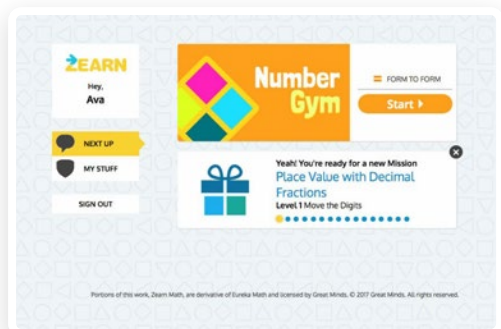 ZEARN
Hey,
Ava
NEXT UP
MY STUFF
SIGN OUT
Number
Gym
FORM TO FORM
Start
Yeah! You're ready for a new Mission
Place Value with Decimal
Fractions
Level 1 Move the Digits
Portions of this work, Zearn Math, are derivative of Eureka Math and licensed by Great Minds, © 2017 Great Minds. All rights reserved.